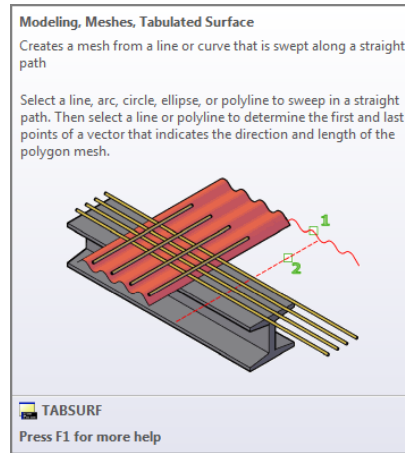 Modeling, Meshes, Tabulated Surface
Creates a mesh from a line or curve that is swept along a straight
path
Select a line, arc, circle, ellipse, or polyline to sweep in a straight
path. Then select a line or polyline to determine the first and last
points of a vector that indicates the direction and length of the
polygon mesh.
1
2
TABSURF
Press F1 for more help